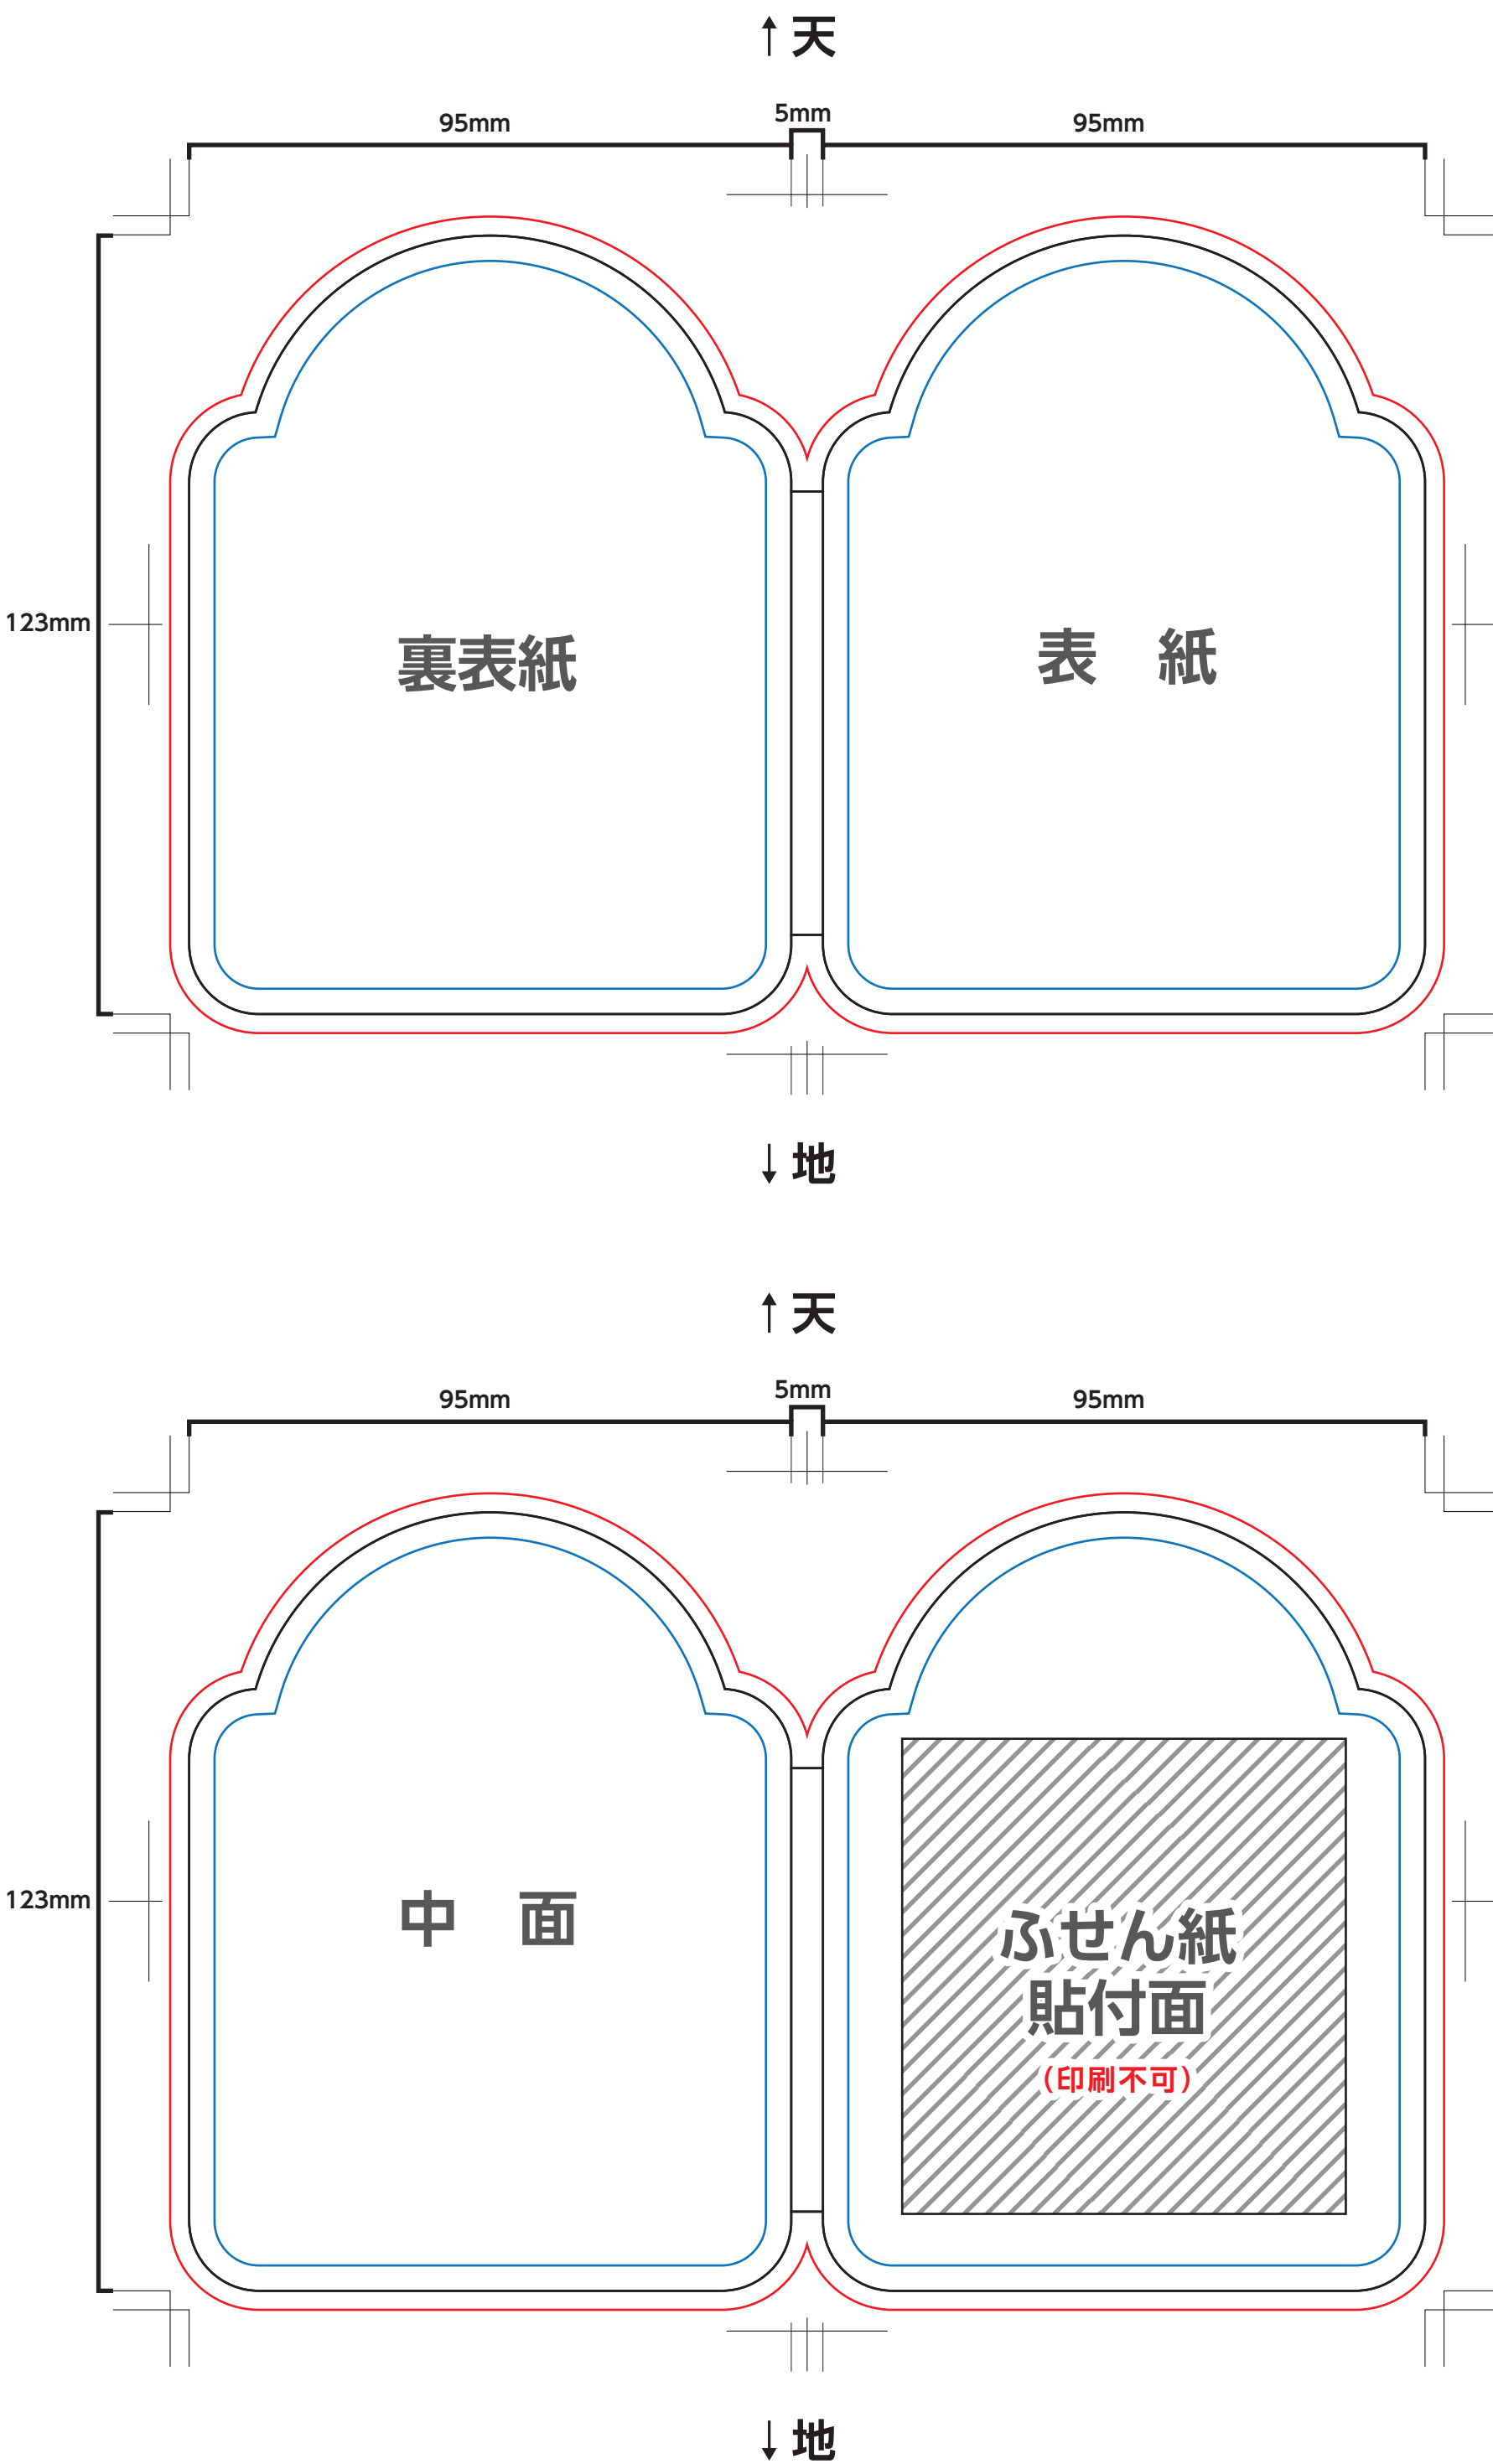 ↑ 天
95mm 5mm 95mm
123mm
裏表紙
表　紙
↓ 地
↑ 天
95mm 5mm 95mm
123mm
中　面
ふせん紙
貼付面
(印刷不可)
↓ 地